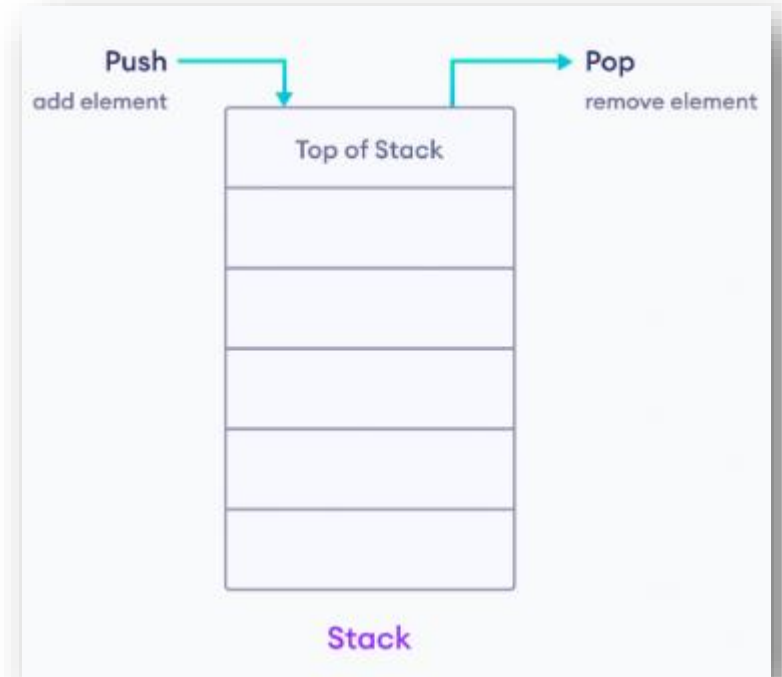 Push
add element
Pop
remove element
Top of Stack
Stack